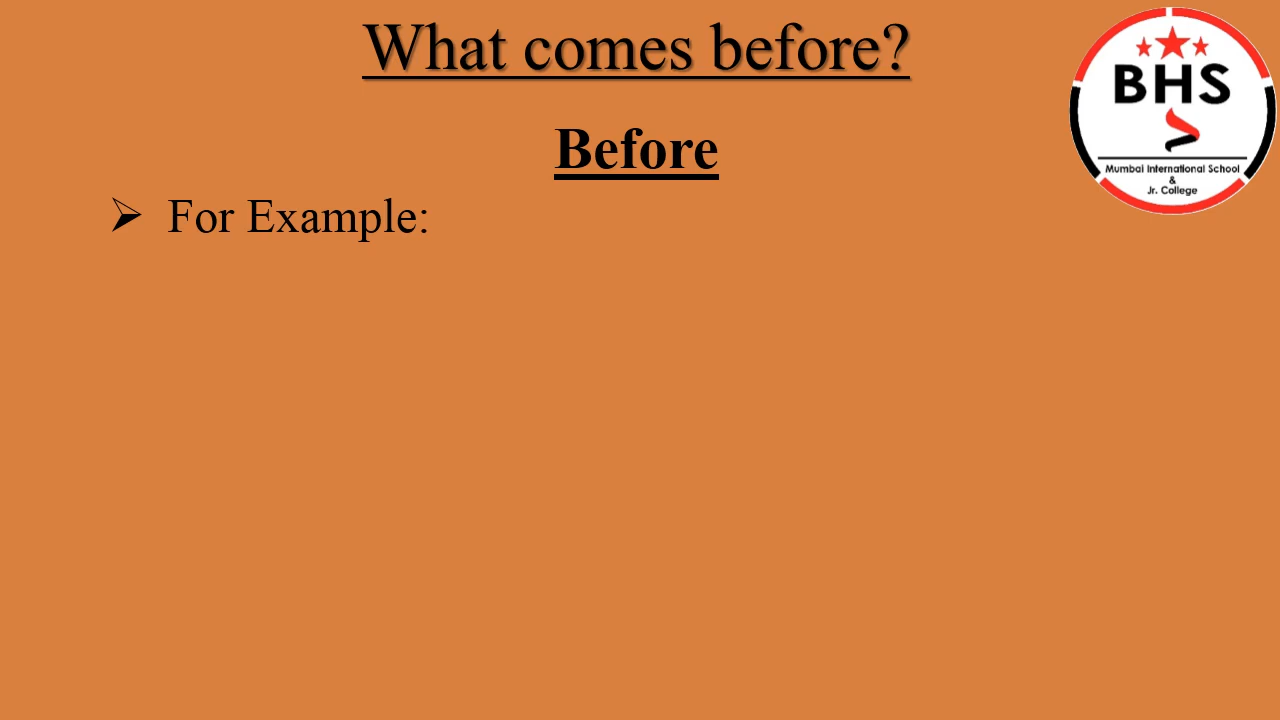 What comes before?
Before
➢ For Example:
BHS
Mumbai International School
&
Jr. College